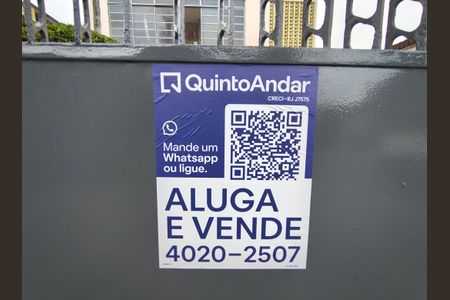 QuintoAndar
CRECI-RJ J7575
Mande um
Whatsapp
ou ligue.
ALUGA
E VENDE
4020-2507